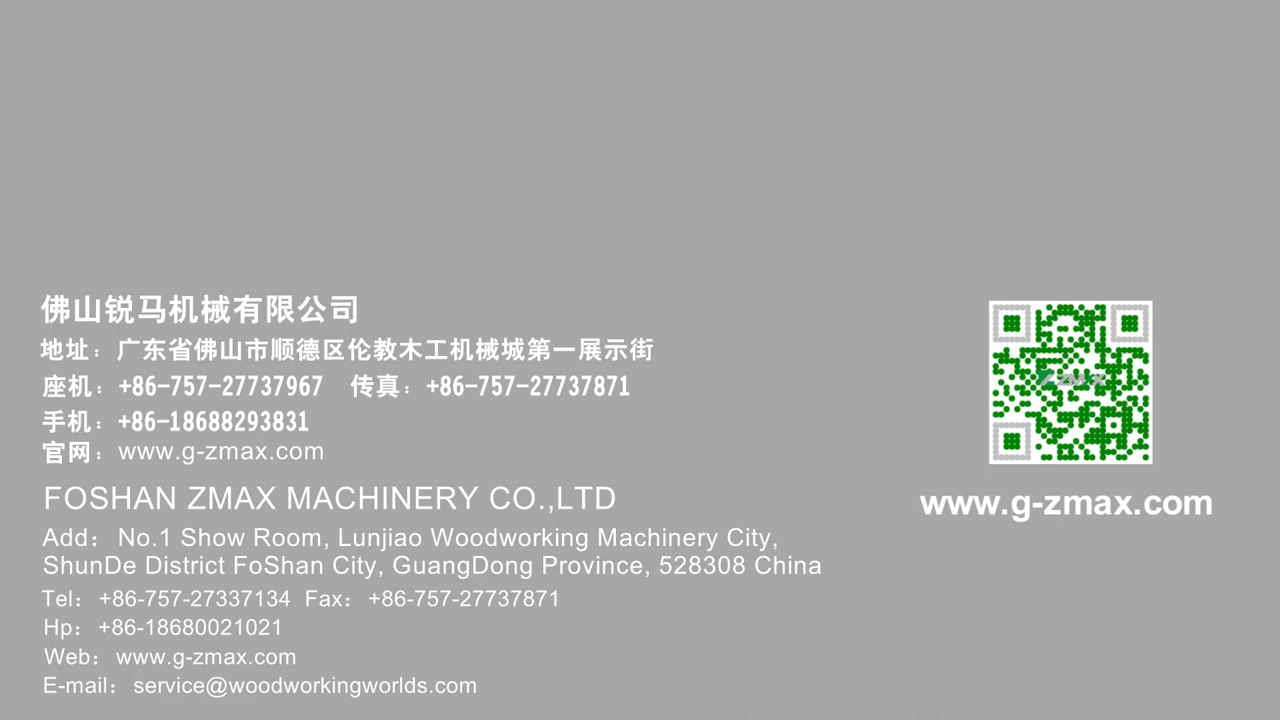 佛山锐马机械有限公司
地址：广东省佛山市顺德区伦教木工机械城第一展示街
座机：+86-757-27737967 传真：+86-757-27737871
手机：+86-18688293831
官网：www.g-zmax.com
FOSHAN ZMAX MACHINERY CO.,LTD
Add：No.1 Show Room, Lunjiao Woodworking Machinery City,
ShunDe District FoShan City, GuangDong Province, 528308 China
Tel：+86-757-27337134 Fax：+86-757-27737871
Hp：+86-18680021021
Web：www.g-zmax.com
E-mail：service@woodworkingworlds.com
ZMAX
www.g-zmax.com